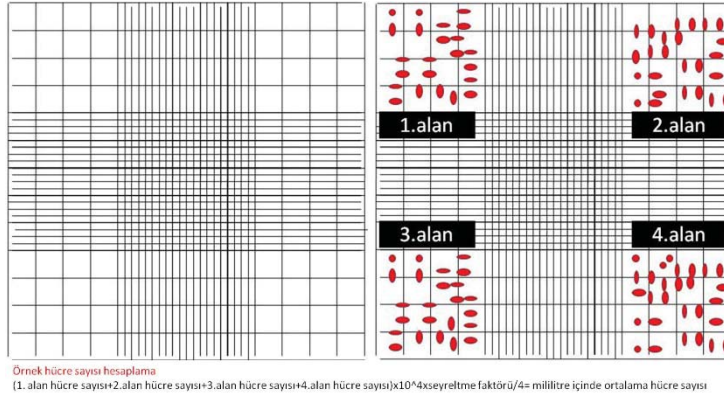 1.alan
2.alan
3.alan
4.alan
Örnek hücre sayısı hesaplama
(1. alan hücre sayısı+2.alan hücre sayısı+3.alan hücre sayısı+4.alan hücre sayısı)x10^4xseyreltme faktörü/4= mililitre içinde ortalama hücre sayısı